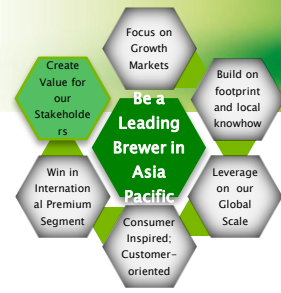 Focus on
Growth
Markets
Create
Value for
our
Stakeholde
rs
Build on
footprint
and local
knowhow
Be a
Leading
Brewer in
Asia
Pacific
Win in
Internation
al Premium
Segment
Leverage
on our
Global
Scale
Consumer
Inspired;
Customer-
oriented